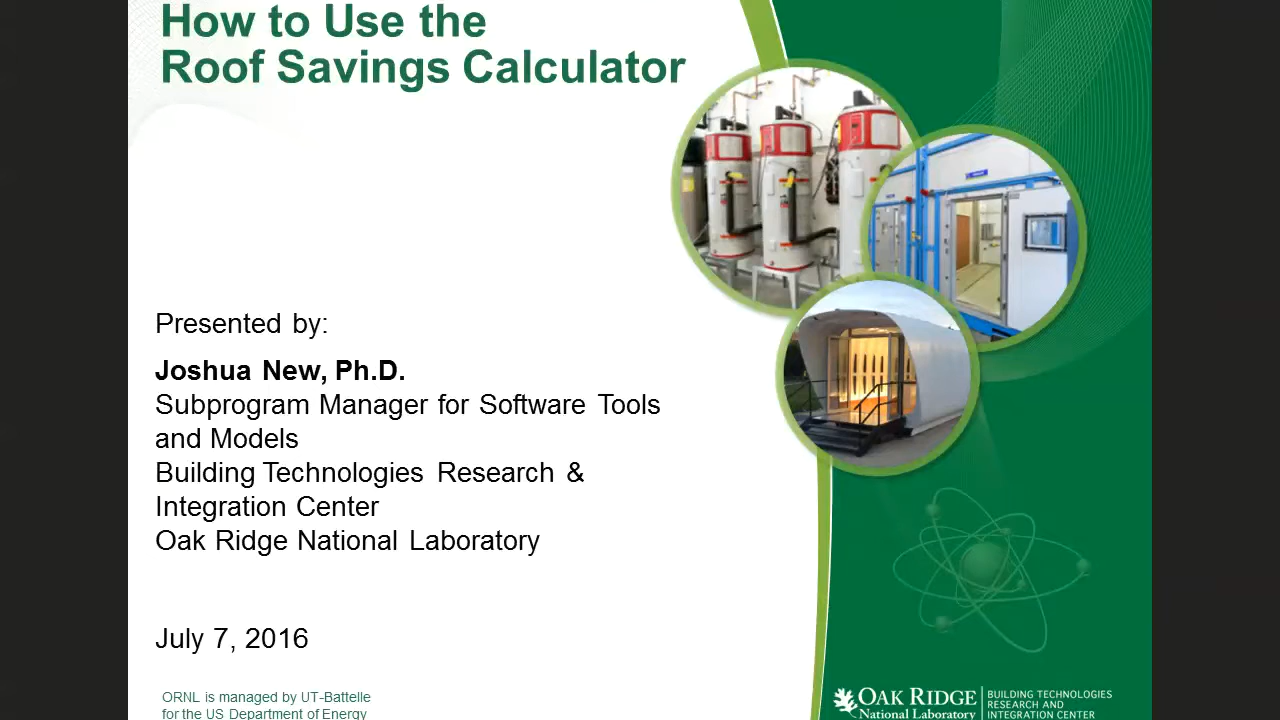 How to Use the
Roof Savings Calculator
Presented by:
Joshua New, Ph.D.
Subprogram Manager for Software Tools
and Models
Building Technologies Research &
Integration Center
Oak Ridge National Laboratory
July 7, 2016
ORNL is managed by UT-Battelle
for the US Department of Energy
OAK RIDGE
National Laboratory
BUILDING TECHNOLOGIES
RESEARCH AND
INTEGRATION CENTER